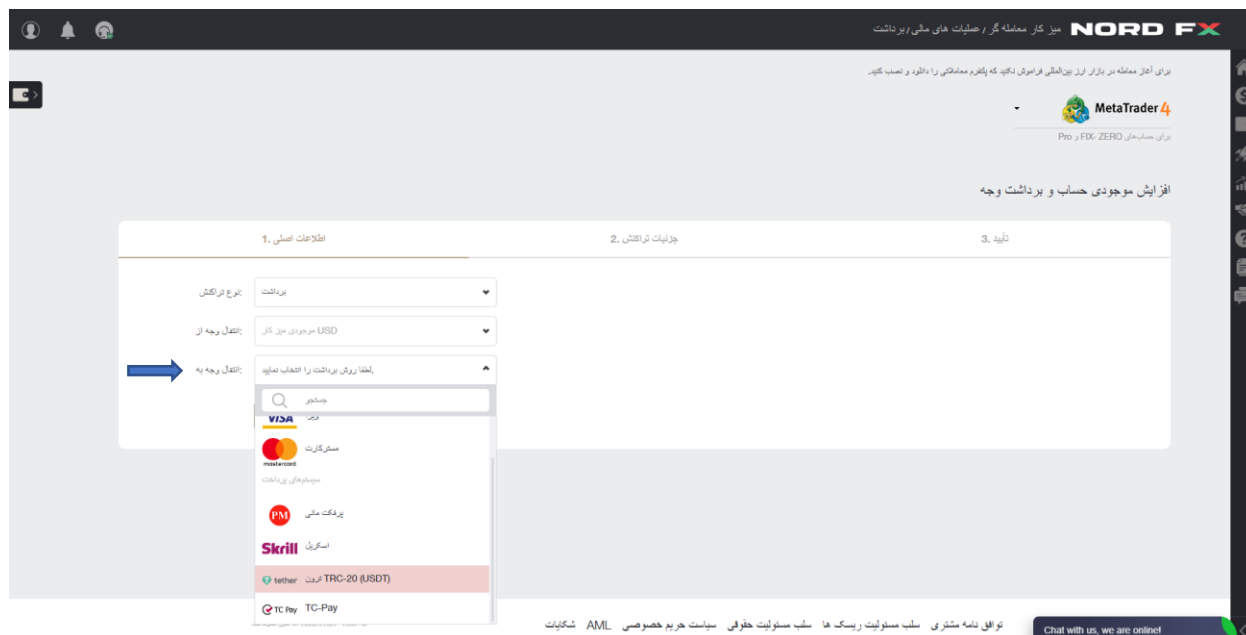 NORD FX میز کار معامله گر / عملیات های مالی / برداشت
برای آغاز معامله در بازار ارز بین‌المللی فراموش نکنید که پلتفرم معاملاتی را دانلود و نصب کنید.
MetaTrader 4
برای حساب‌های FIX، ZERO و Pro
افزایش موجودی حساب و برداشت وجه
1. اطلاعات اصلی
2. جزئیات تراکنش
3. تأیید
نوع تراکنش:
برداشت
انتقال وجه از:
موجودی میز کار USD
انتقال وجه به:
لطفا روش برداشت را انتخاب نمایید.
جستجو
VISA ویزا
mastercard مسترکارت
سیستم‌های پرداخت
PM پرفکت مانی
Skrill اسکریل
tether TRC-20 (USDT)
TC Pay TC-Pay
توافق نامه مشتری سلب مسئولیت ریسک ها سلب مسئولیت حقوقی سیاست حریم خصوصی AML شکایات
Chat with us, we are online!